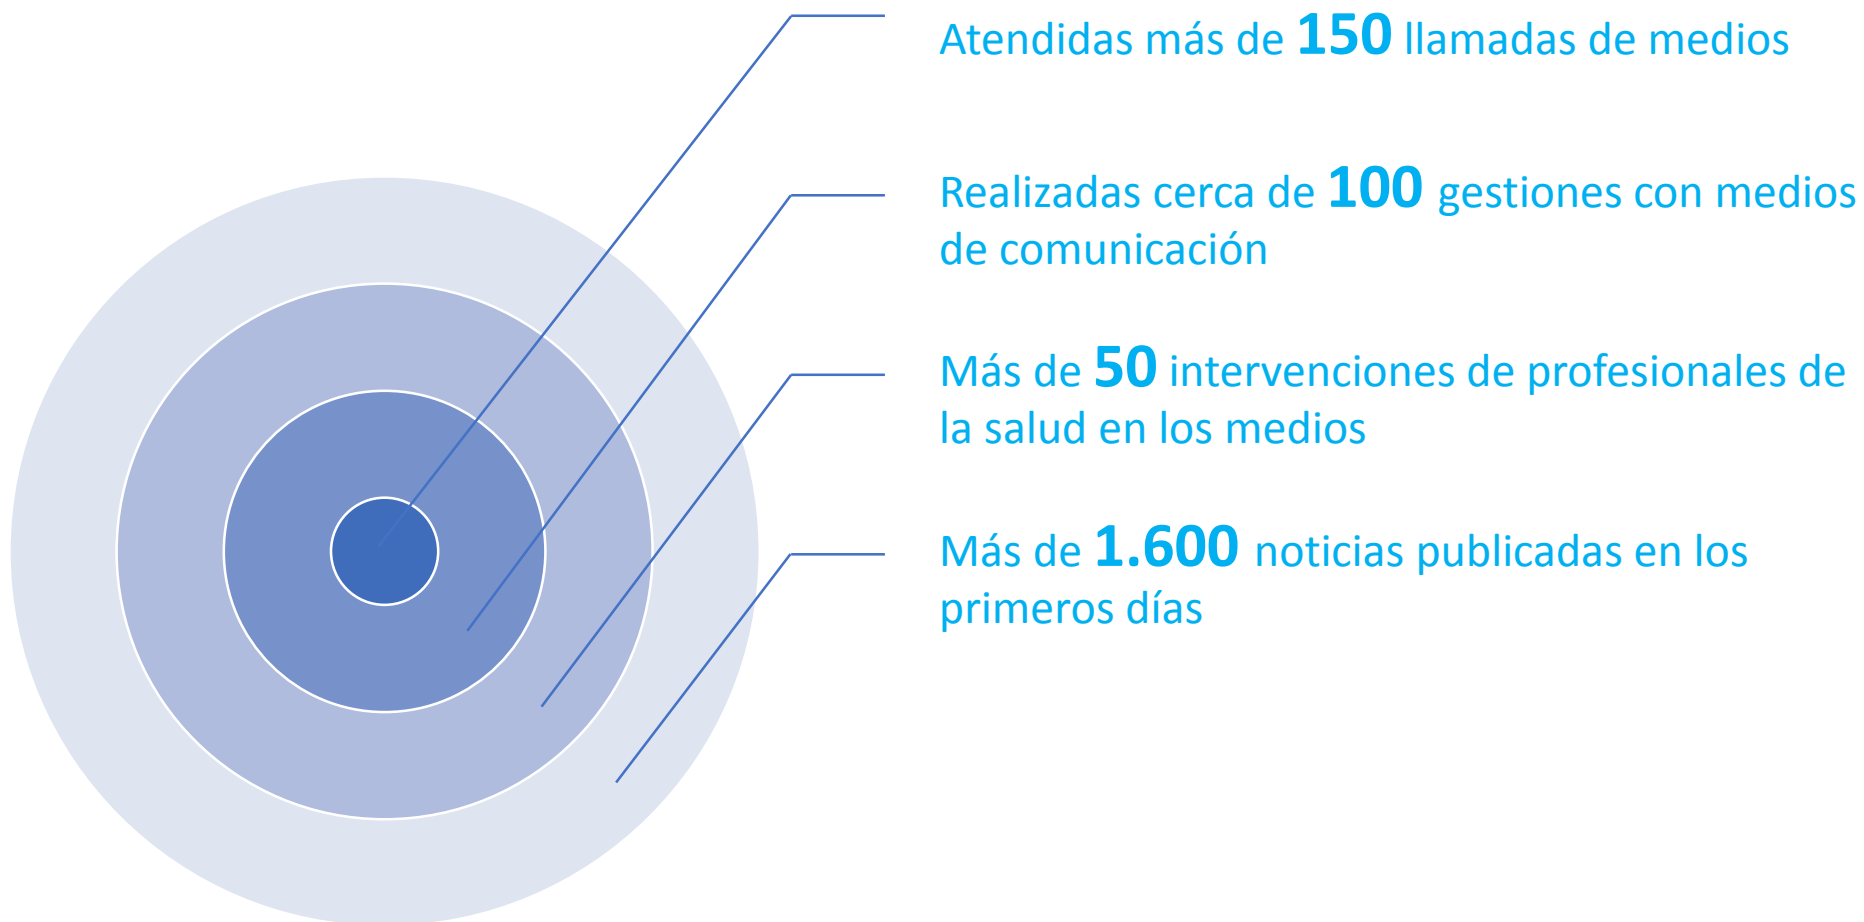 Atendidas más de 150 llamadas de medios
Realizadas cerca de 100 gestiones con medios
de comunicación
Más de 50 intervenciones de profesionales de
la salud en los medios
Más de 1.600 noticias publicadas en los
primeros días